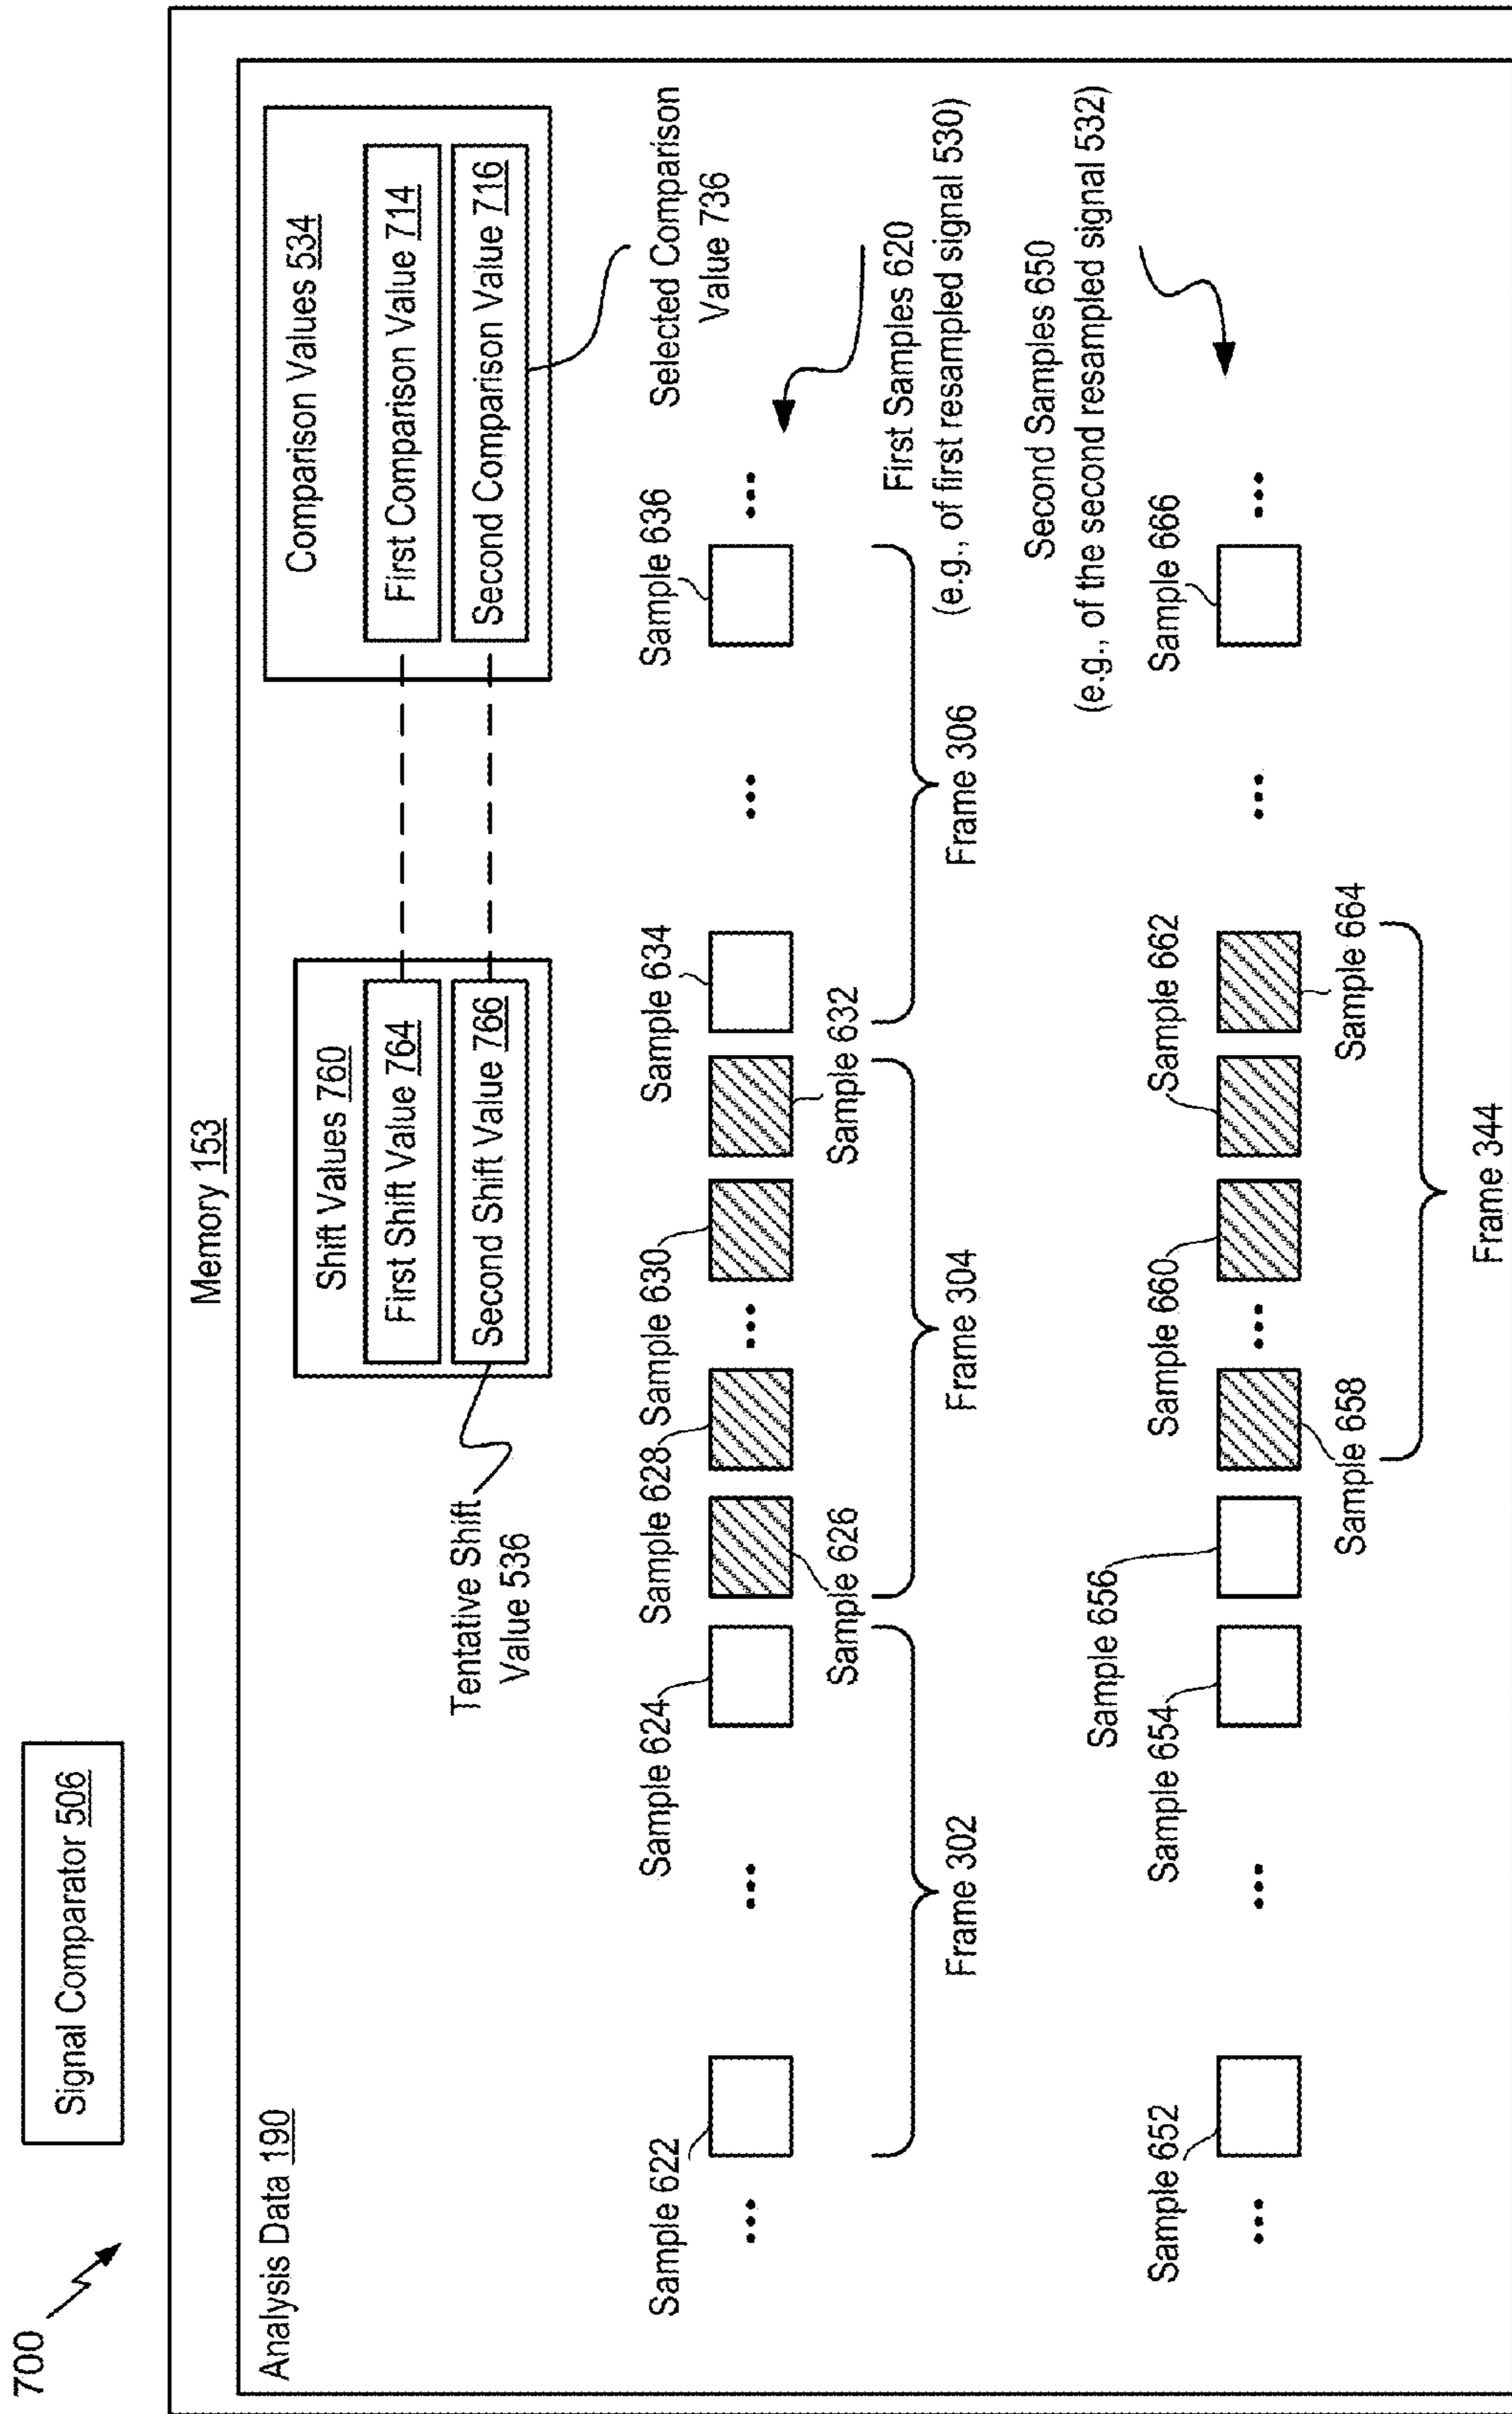 700
Signal Comparator 506
Memory 153
Analysis Data 190
Shift Values 760
First Shift Value 764
Second Shift Value 766
Tentative Shift
Value 536
Comparison Values 534
First Comparison Value 714
Second Comparison Value 716
Selected Comparison
Value 736
Sample 622
Sample 624
Sample 628
Sample 630
Sample 634
Sample 636
...
...
...
...
...
Sample 626
Sample 632
Frame 302
Frame 304
Frame 306
First Samples 620
(e.g., of first resampled signal 530)
Second Samples 650
(e.g., of the second resampled signal 532)
Sample 652
Sample 654
Sample 656
Sample 660
Sample 662
Sample 666
...
...
...
...
...
Sample 658
Sample 664
Frame 344